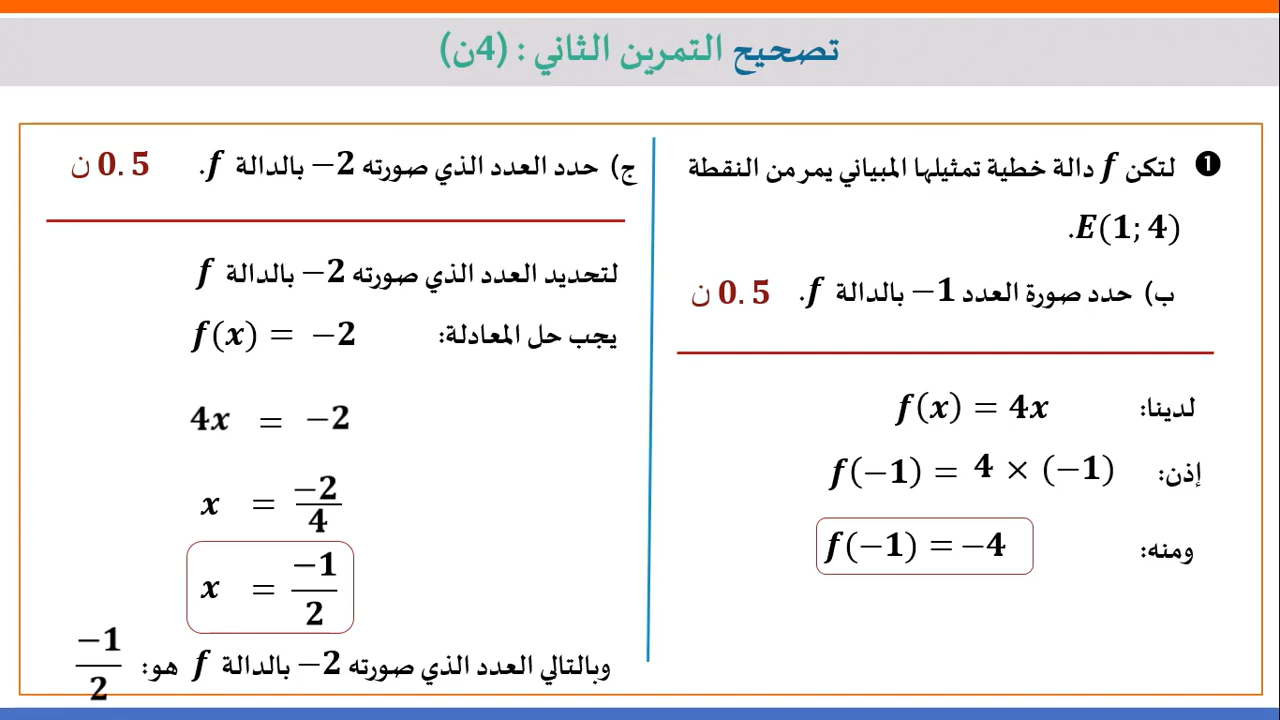 تصحيح التمرين الثاني : (4ن)
❶ لتكن f دالة خطية تمثيلها المبياني يمر من النقطة
E(1; 4).
ب) حدد صورة العدد −1 بالدالة f. 0.5 ن
لدينا: f(x) = 4x
إذن: f(−1) = 4 × (−1)
ومنه: f(−1) = −4
ج) حدد العدد الذي صورته −2 بالدالة f. 0.5 ن
لتحديد العدد الذي صورته −2 بالدالة f
يجب حل المعادلة: f(x) = −2
4x = −2
x = −2/4
x = −1/2
وبالتالي العدد الذي صورته −2 بالدالة f هو: −1/2